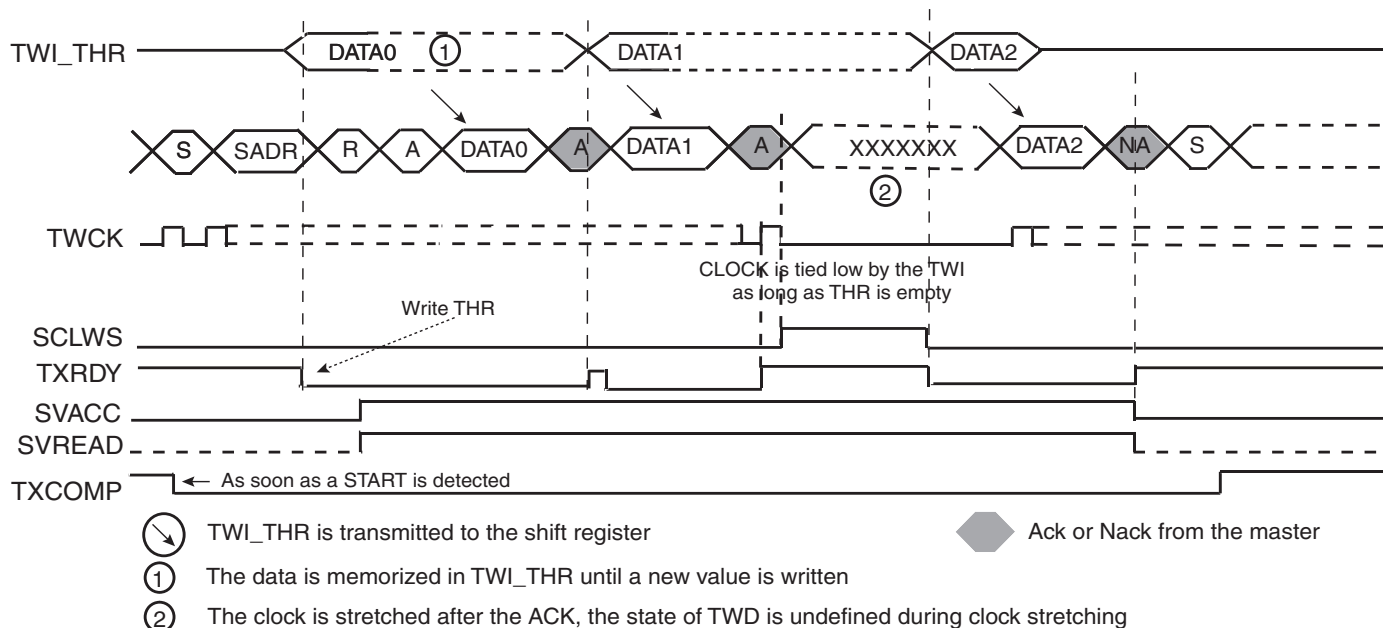 TWI_THR DATA0 1 DATA1 DATA2
S SADR R A DATA0 A DATA1 A XXXXXXX DATA2 NA S
2
TWCK
CLOCK is tied low by the TWI
as long as THR is empty
Write THR
SCLWS
TXRDY
SVACC
SVREAD
TXCOMP As soon as a START is detected
TWI_THR is transmitted to the shift register Ack or Nack from the master
1 The data is memorized in TWI_THR until a new value is written
2 The clock is stretched after the ACK, the state of TWD is undefined during clock stretching